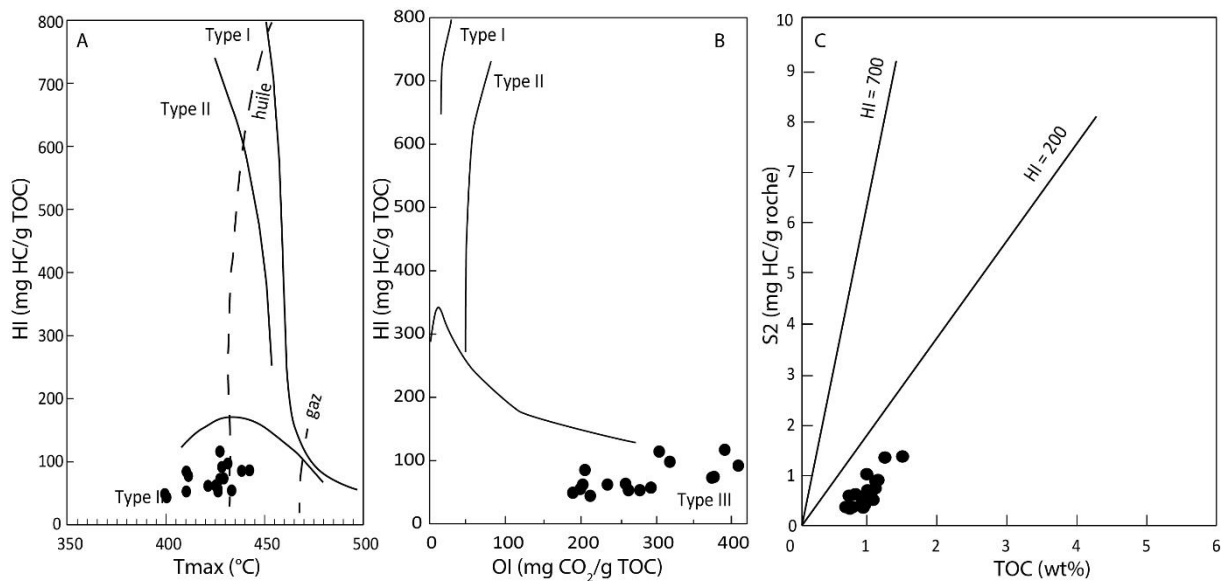 A
HI (mg HC/g TOC)
800
700
600
500
400
300
200
100
0
350
400
450
500
Tmax (°C)
Type I
Type II
huile
gaz
Type II
B
HI (mg HC/g TOC)
800
700
600
800
400
300
200
100
0
0
100
200
300
400
OI (mg CO₂/g TOC)
Type I
Type II
Type III
C
S2 (mg HC/g roche)
10
9
8
7
6
5
4
3
2
1
0
0
1
2
3
4
5
6
TOC (wt%)
HI = 700
HI = 200